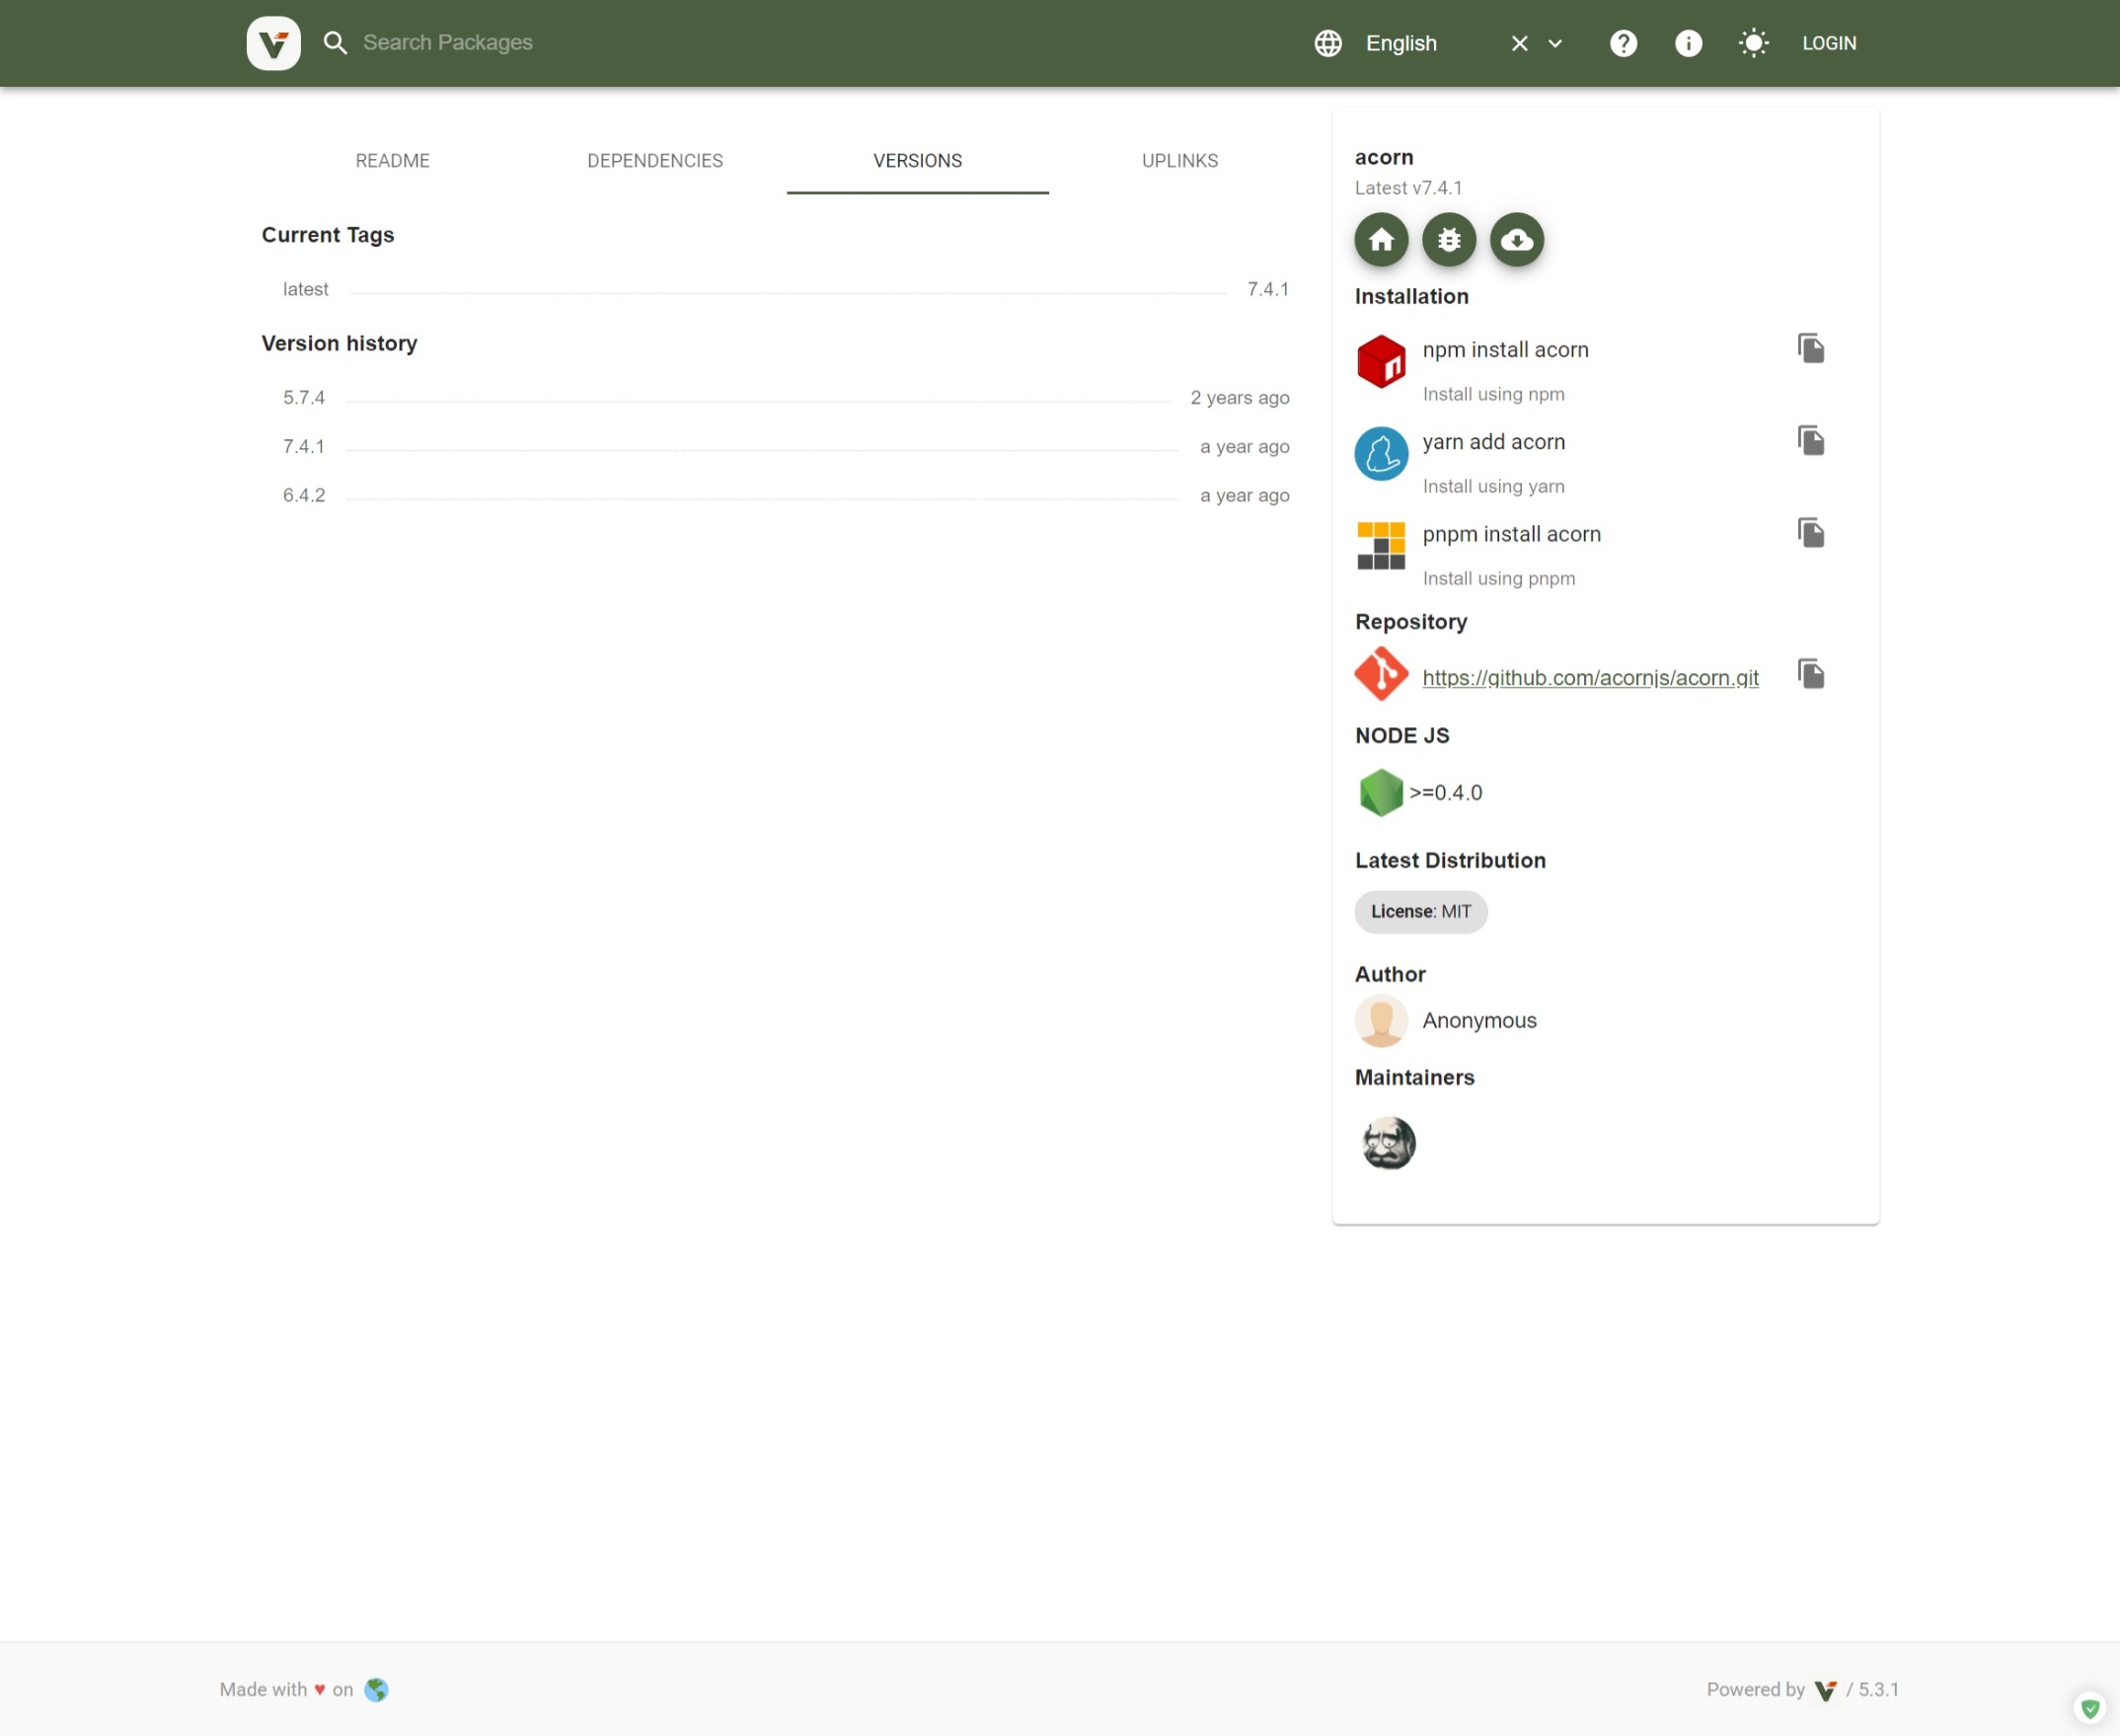 Search Packages
English
LOGIN
README
DEPENDENCIES
VERSIONS
UPLINKS
Current Tags
latest 7.4.1
Version history
5.7.4 2 years ago
7.4.1 a year ago
6.4.2 a year ago
acorn
Latest v7.4.1
Installation
npm install acorn
Install using npm
yarn add acorn
Install using yarn
pnpm install acorn
Install using pnpm
Repository
https://github.com/acornjs/acorn.git
NODE JS
>=0.4.0
Latest Distribution
License: MIT
Author
Anonymous
Maintainers
Made with ♥ on
Powered by / 5.3.1